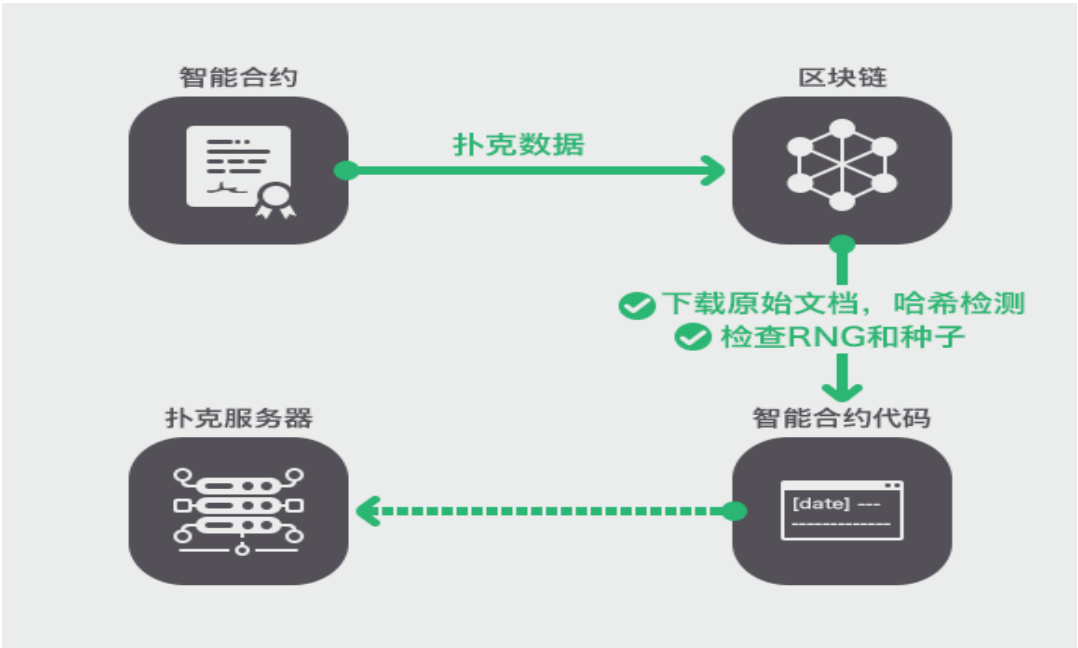 智能合约
区块链
扑克数据
下载原始文档，哈希检测
检查RNG和种子
扑克服务器
智能合约代码
[date] ---
-------------